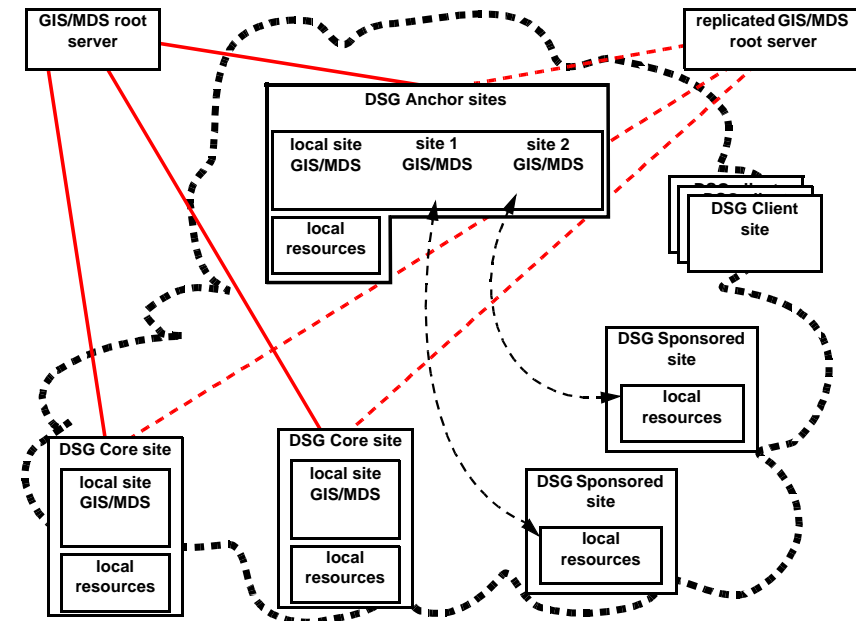 GIS/MDS root
server
replicated GIS/MDS
root server
DSG Anchor sites
local site
GIS/MDS
site 1
GIS/MDS
site 2
GIS/MDS
local
resources
DSG Client
site
DSG Sponsored
site
local
resources
DSG Core site
local site
GIS/MDS
local
resources
DSG Core site
local site
GIS/MDS
local
resources
DSG Sponsored
site
local
resources